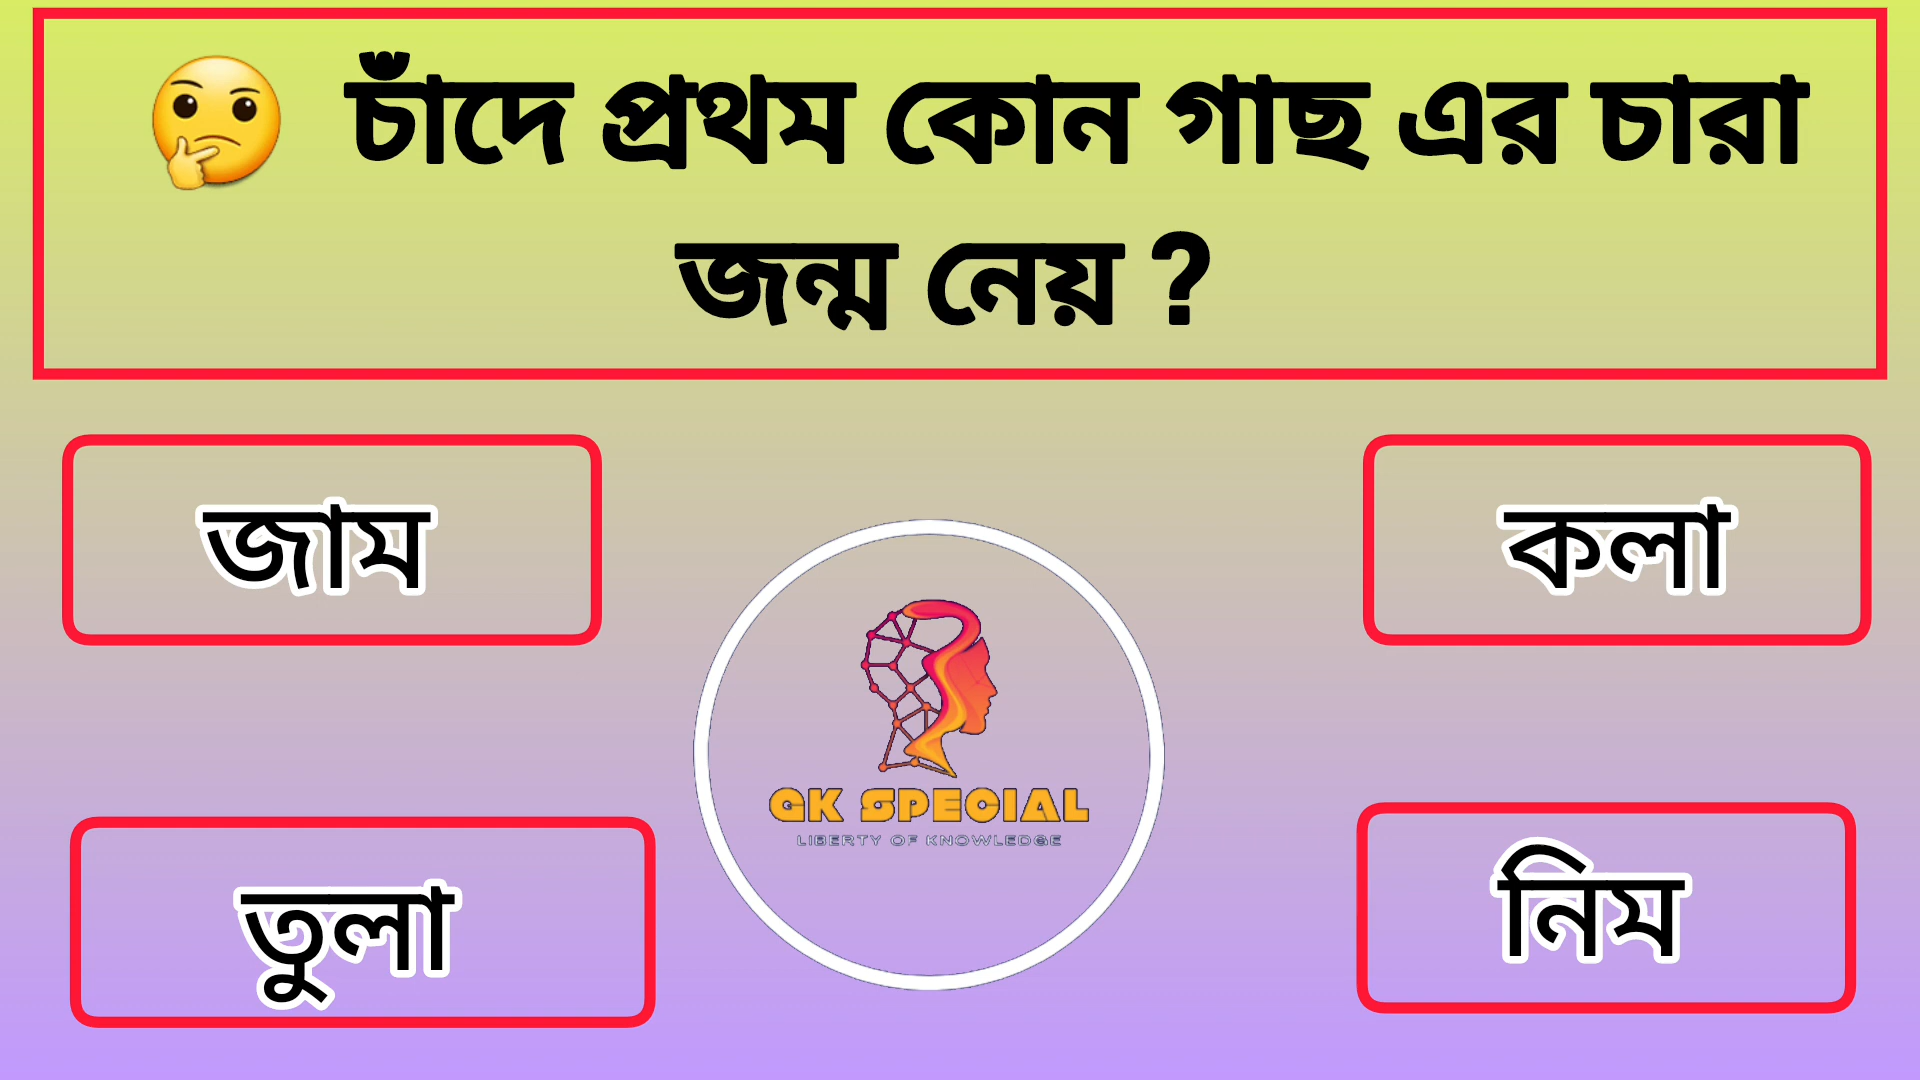 🤔 চাঁদে প্রথম কোন গাছ এর চারা
জন্ম নেয় ?
জাম
কলা
GK SPECIAL
LIBERTY OF KNOWLEDGE
তুলা
নিম